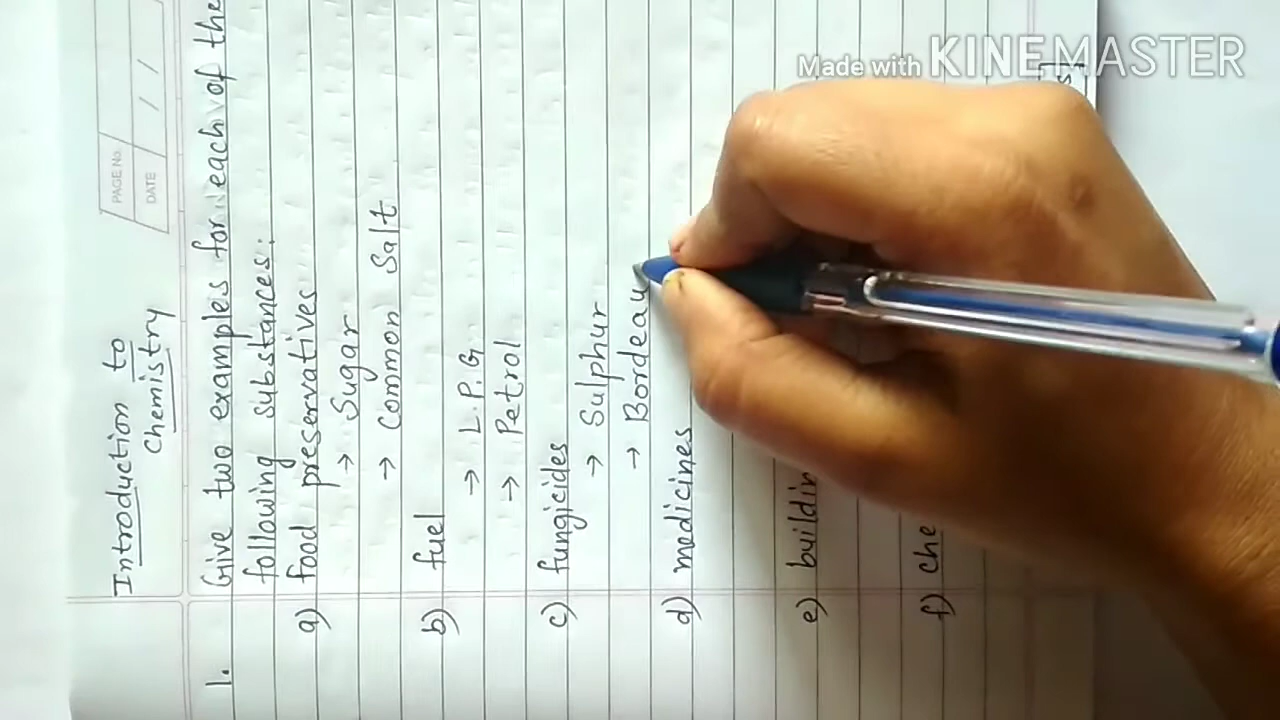 PAGE No.
DATE / /
Introduction to
Chemistry
1. Give two examples for each of the
following substances:
a) food preservatives
→ Sugar
→ Common Salt
b) fuel
→ L.P.G.
→ Petrol
c) fungicides
→ Sulphur
→ Bordeau
d) medicines
e) buildin
f) che
Made with KINEMASTER